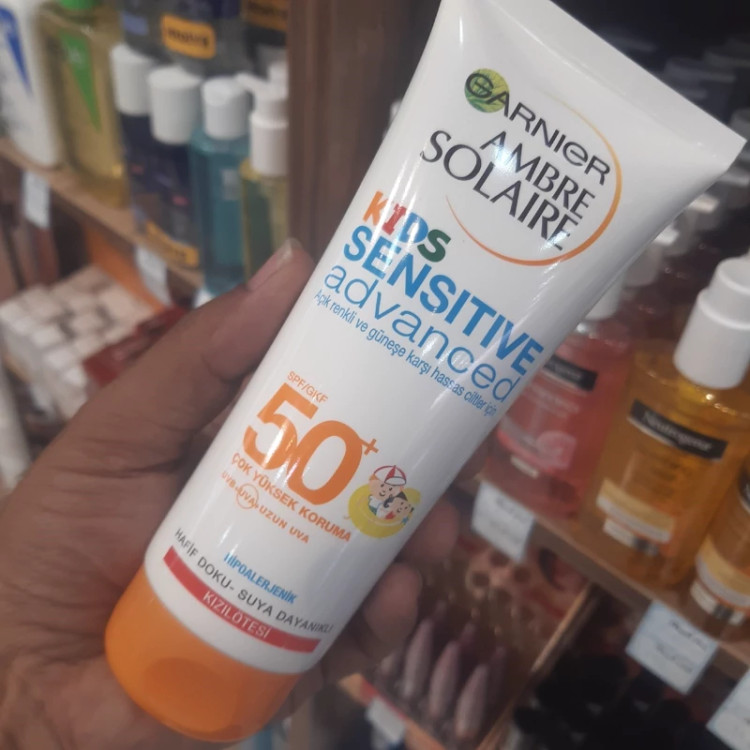 GARNIER
AMBRE
SOLAIRE
KIDS
SENSITIVE
advanced
Açık renkli ve güneşe karşı hassas ciltler için
SPF/GKF
50+
ÇOK YÜKSEK KORUMA
UVB+UVA+UZUN UVA
HİPOALERJENİK
HAFİF DOKU- SUYA DAYANIKLI
KIZILÖTESİ
Neutrogena